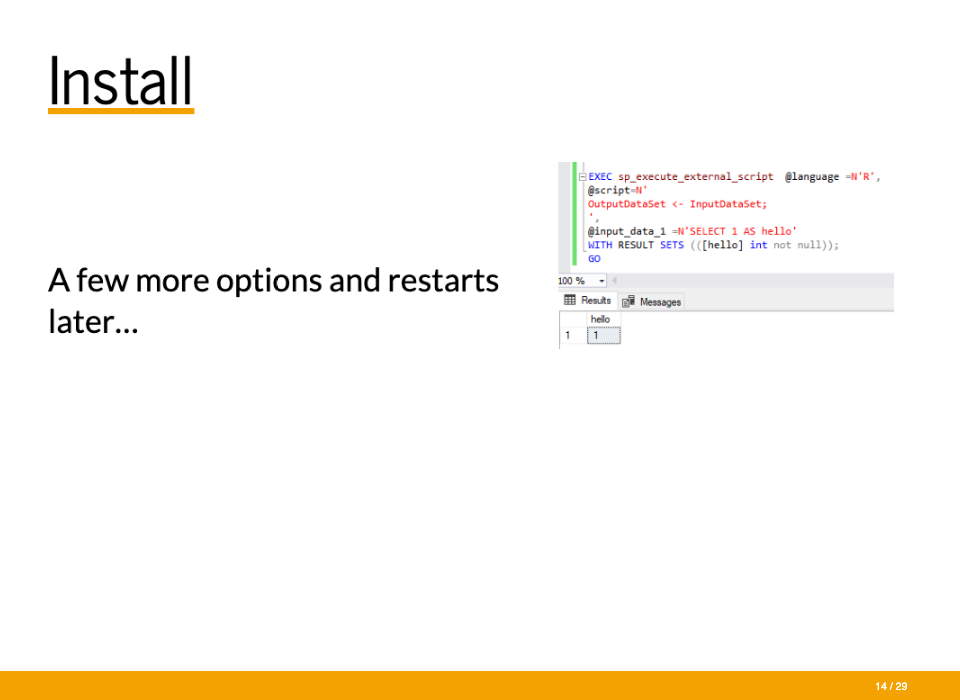 Install
A few more options and restarts
later...
EXEC sp_execute_external_script  @language =N'R',
@script=N'
OutputDataSet <- InputDataSet;
',
@input_data_1 =N'SELECT 1 AS hello'
WITH RESULT SETS (([hello] int not null));
GO
100 %
Results Messages
hello
1 1
14 / 29